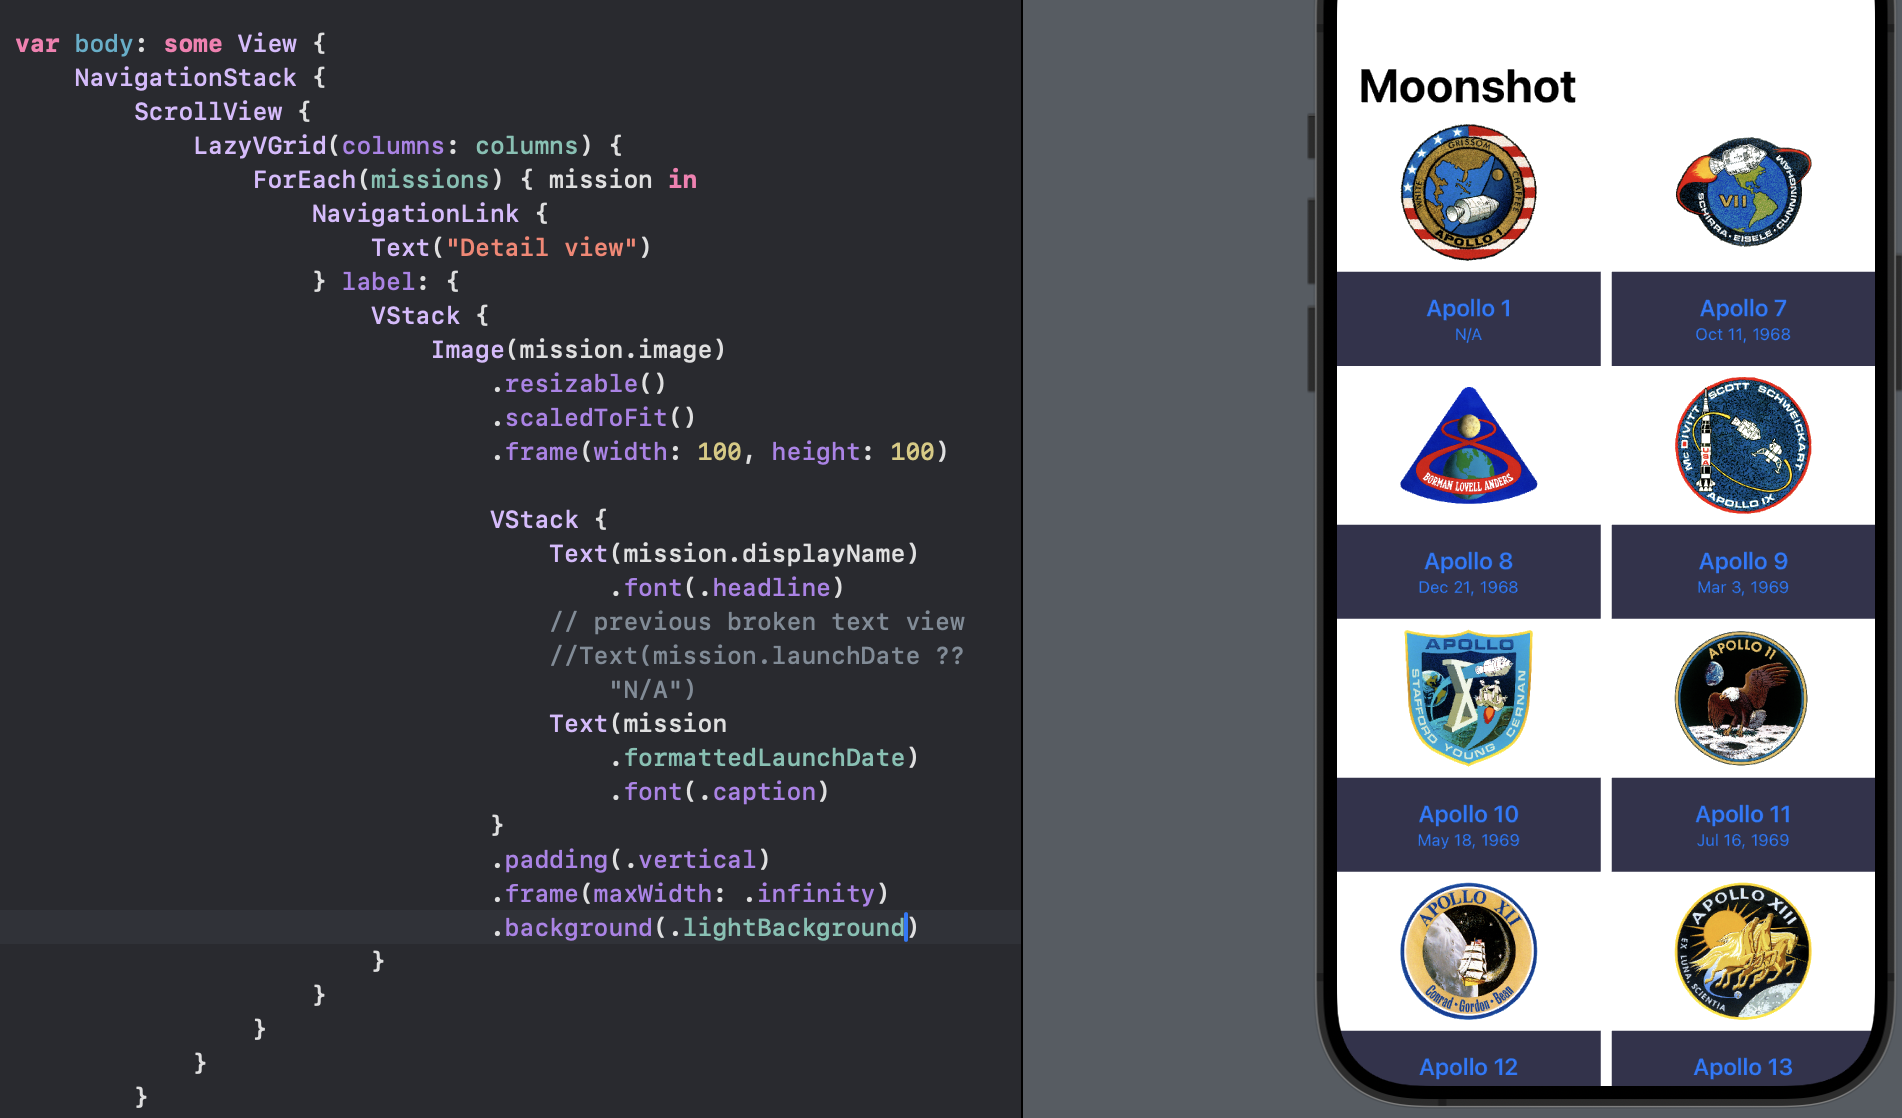 var body: some View {
NavigationStack {
ScrollView {
LazyVGrid(columns: columns) {
ForEach(missions) { mission in
NavigationLink {
Text("Detail view")
} label: {
VStack {
Image(mission.image)
.resizable()
.scaledToFit()
.frame(width: 100, height: 100)
VStack {
Text(mission.displayName)
.font(.headline)
// previous broken text view
//Text(mission.launchDate ??
"N/A")
Text(mission
.formattedLaunchDate)
.font(.caption)
}
.padding(.vertical)
.frame(maxWidth: .infinity)
.background(.lightBackground)
}
}
}
}
}
Moonshot
GRISSOM
WHITE
CHAFFEE
APOLLO 1
VII
SCHIRRA • EISELE • CUNNINGHAM
Apollo 1
N/A
Apollo 7
Oct 11, 1968
BORMAN LOVELL ANDERS
McDIVITT SCOTT SCHWEICKART
USA
APOLLO IX
Apollo 8
Dec 21, 1968
Apollo 9
Mar 3, 1969
APOLLO
X
STAFFORD YOUNG CERNAN
APOLLO 11
Apollo 10
May 18, 1969
Apollo 11
Jul 16, 1969
APOLLO XII
Conrad • Gordon • Bean
APOLLO XIII
EX LUNA, SCIENTIA
Apollo 12
Apollo 13